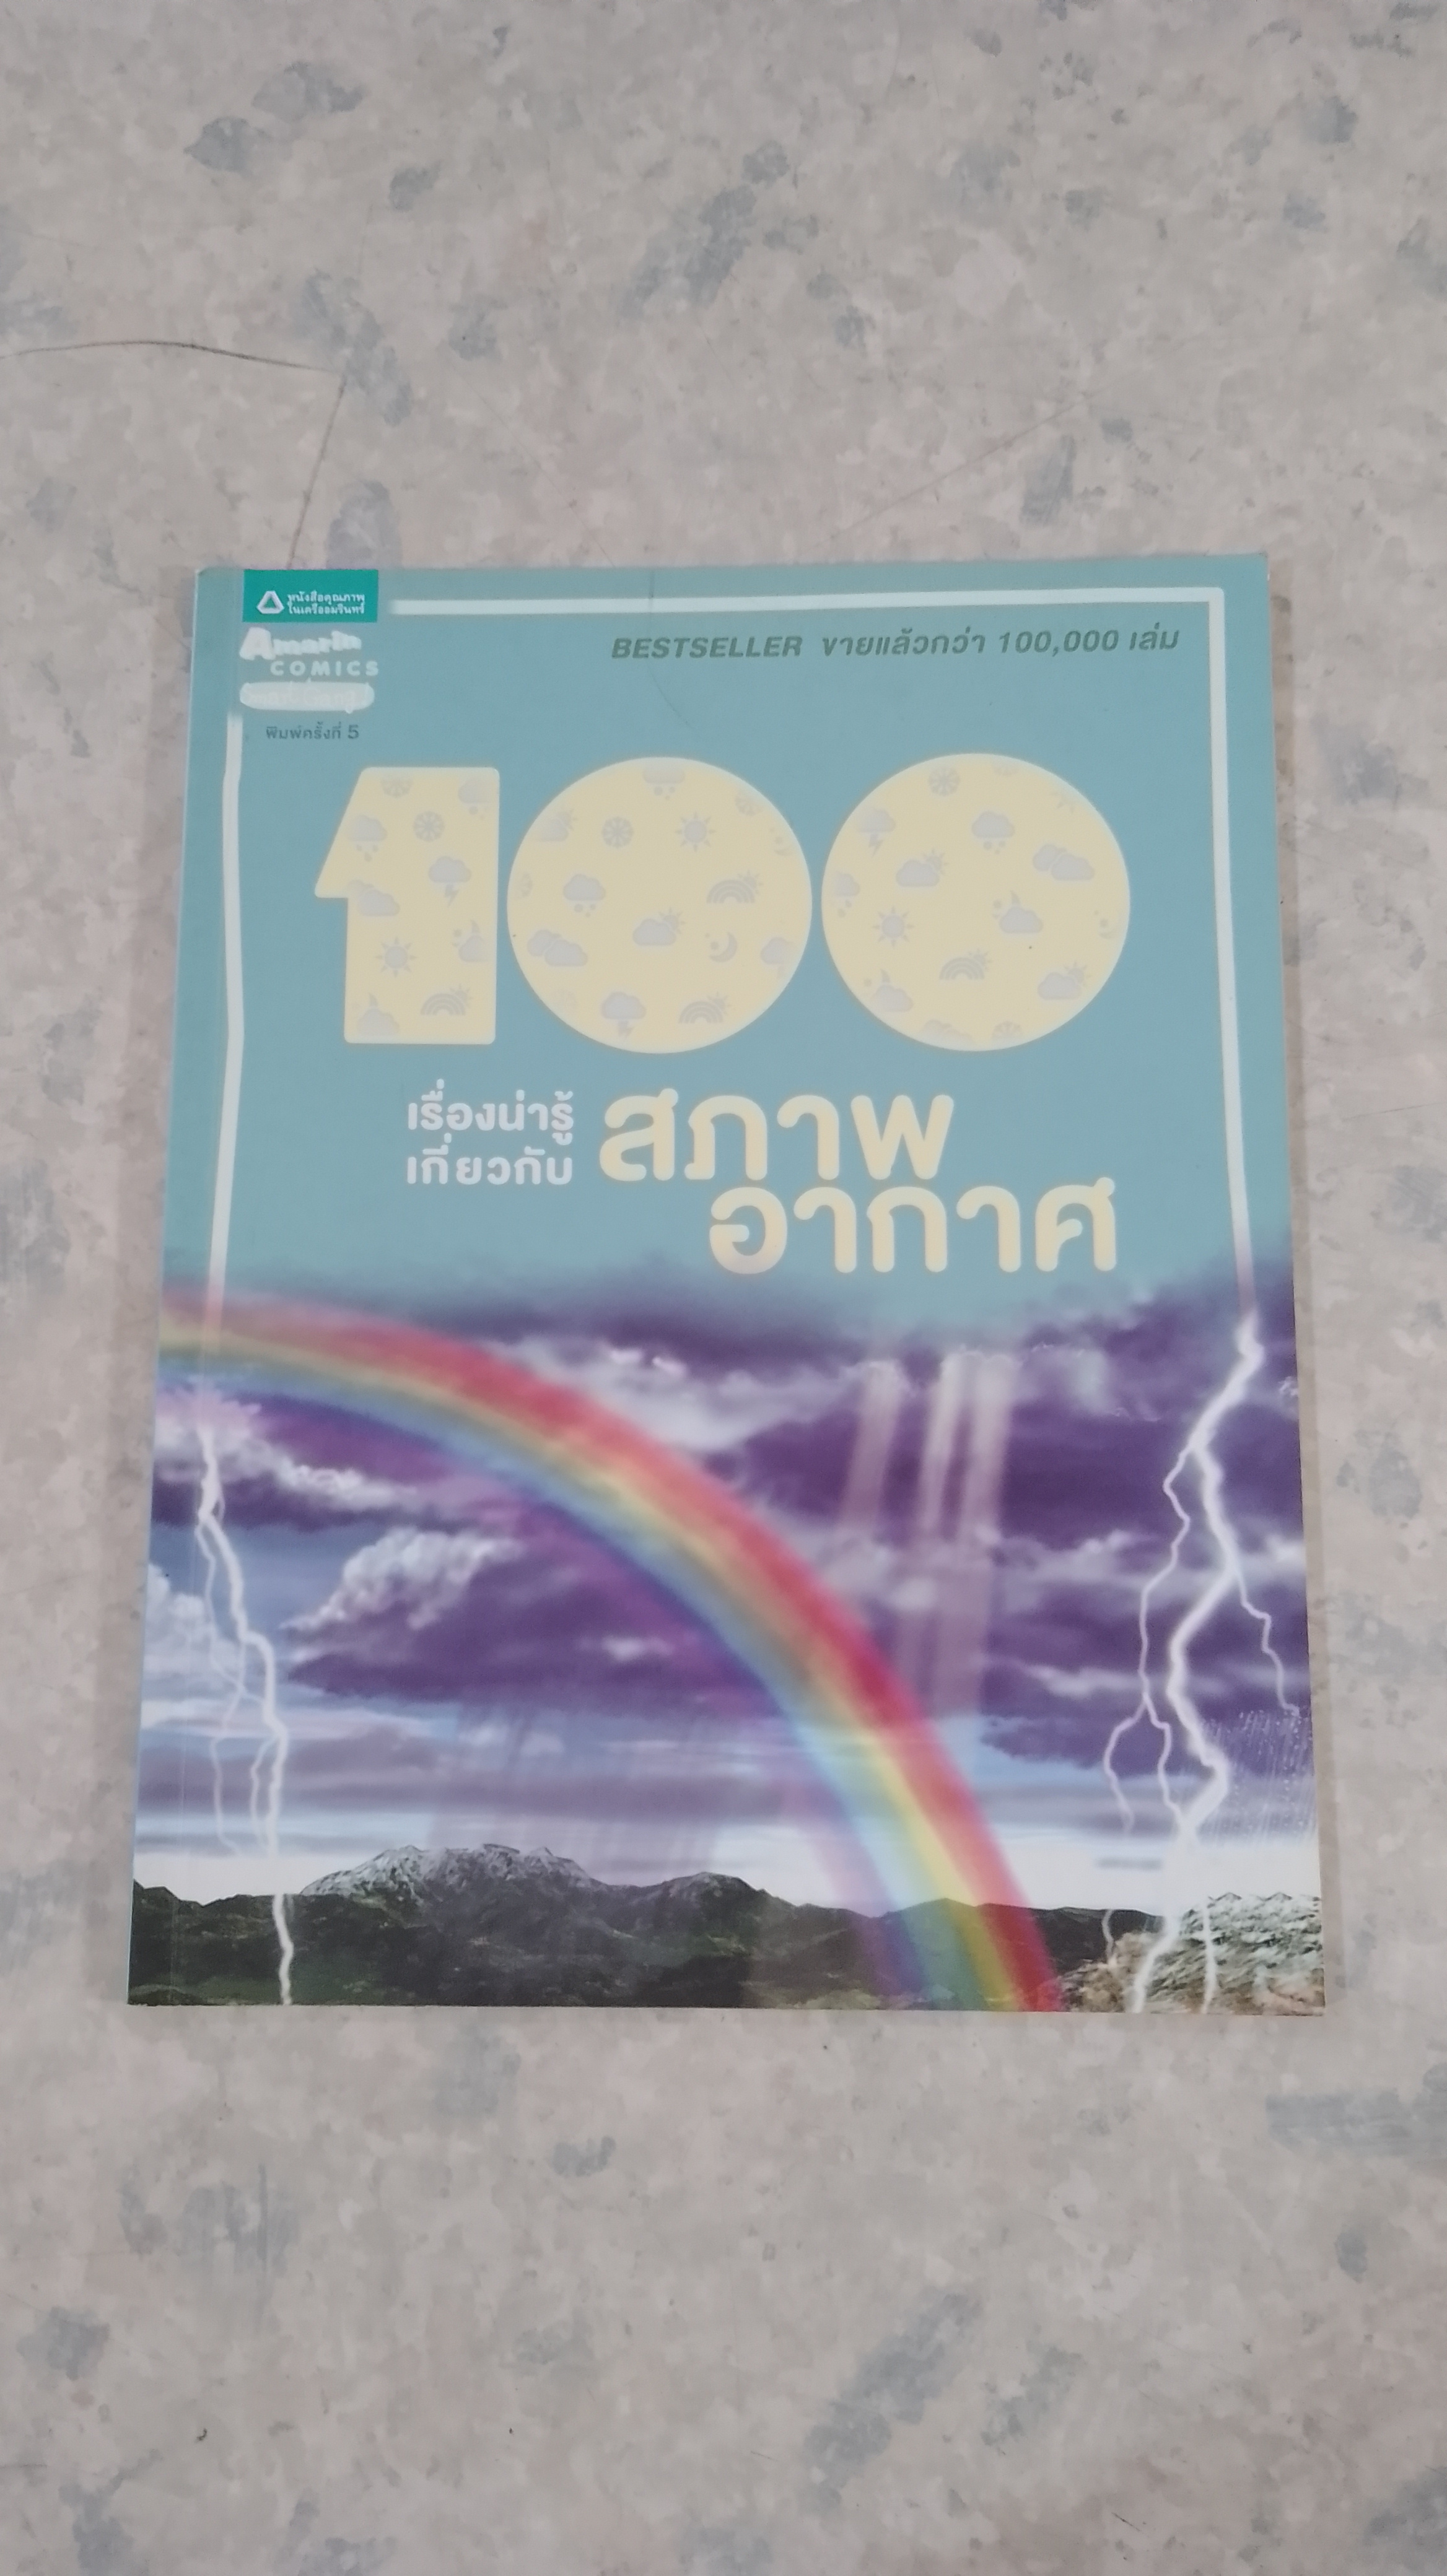 หนังสือคุณภาพ
ในเครืออมรินทร์
Amarin
COMICS
พิมพ์ครั้งที่ 5
BESTSELLER ขายแล้วกว่า 100,000 เล่ม
100
เรื่องน่ารู้
เกี่ยวกับ
สภาพ
อากาศ